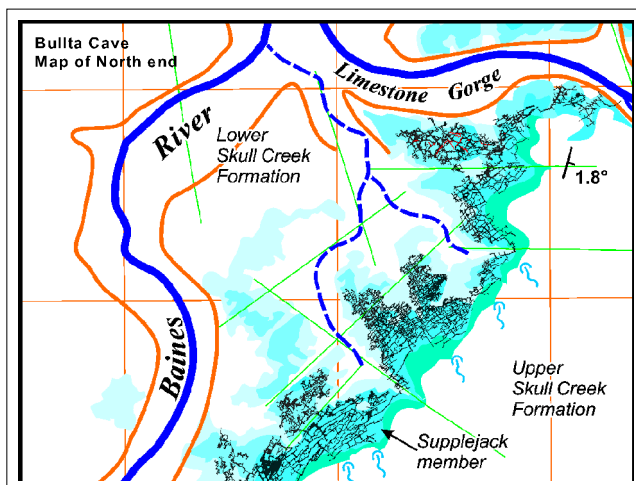 Bullta Cave
Map of North end
River
Limestone Gorge
Lower
Skull Creek
Formation
1.8°
Baines
Upper
Skull Creek
Formation
Supplejack
member